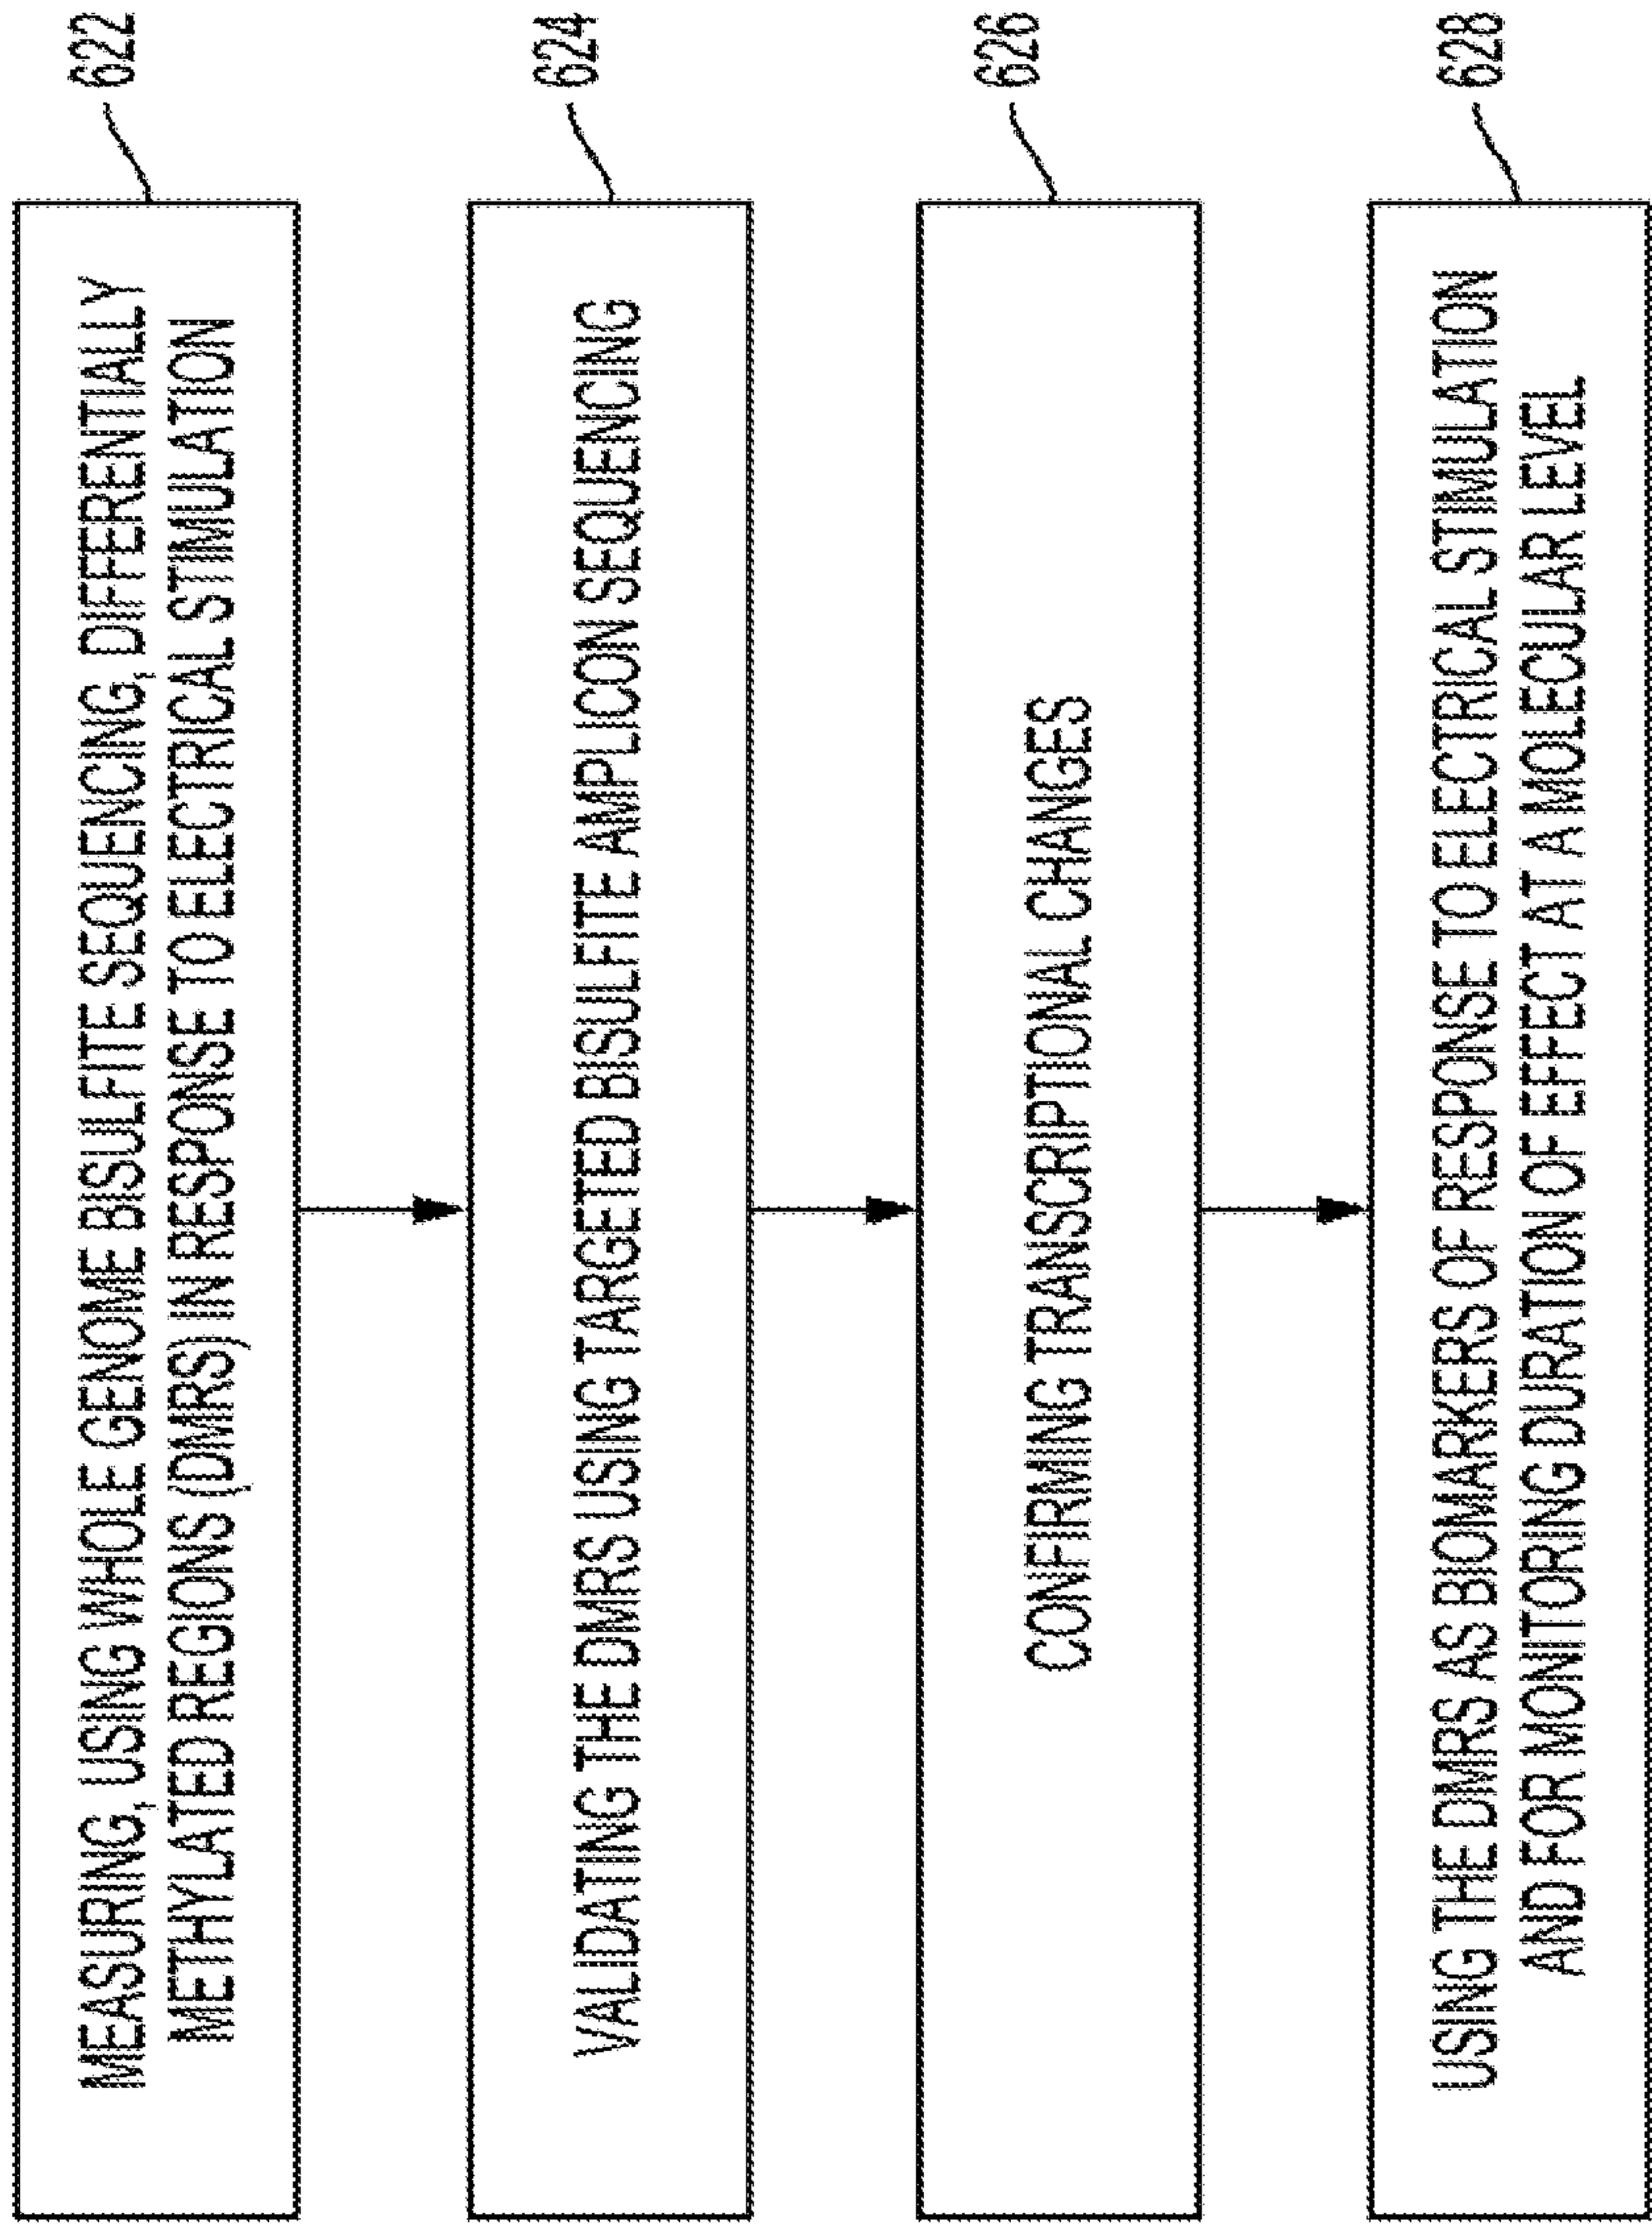 MEASURING, USING WHOLE GENOME BISULFITE SEQUENCING, DIFFERENTIALLY
METHYLATED REGIONS (DMRS) IN RESPONSE TO ELECTRICAL STIMULATION
622
VALIDATING THE DMRS USING TARGETED BISULFITE AMPLICON SEQUENCING
624
CONFIRMING TRANSCRIPTIONAL CHANGES
626
USING THE DMRS AS BIOMARKERS OF RESPONSE TO ELECTRICAL STIMULATION
AND FOR MONITORING DURATION OF EFFECT AT A MOLECULAR LEVEL
628